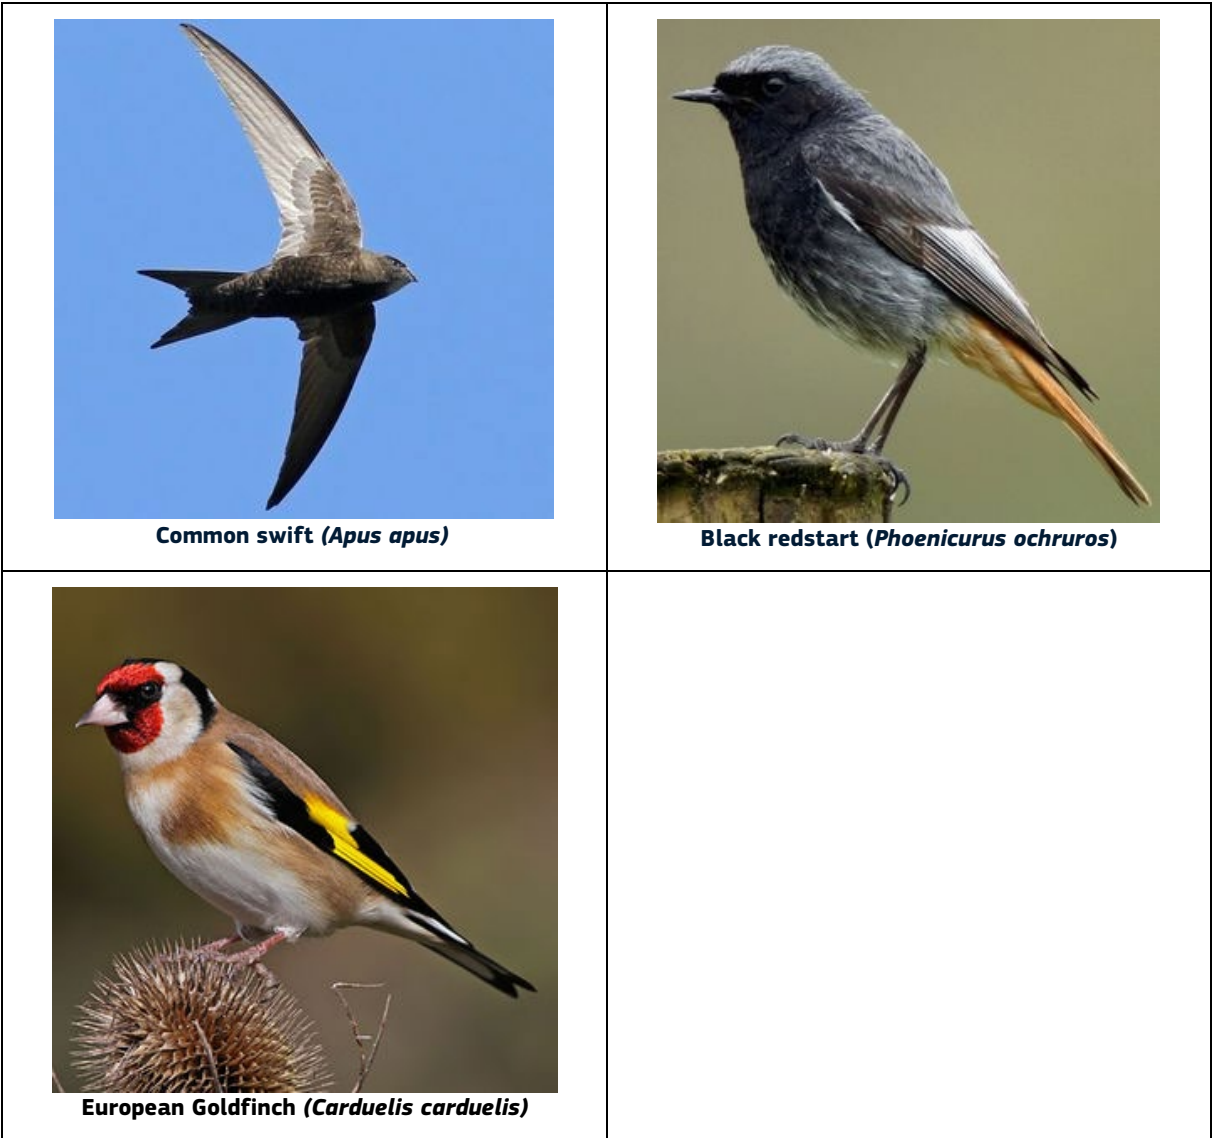 Common swift (Apus apus)
Black redstart (Phoenicurus ochruros)
European Goldfinch (Carduelis carduelis)